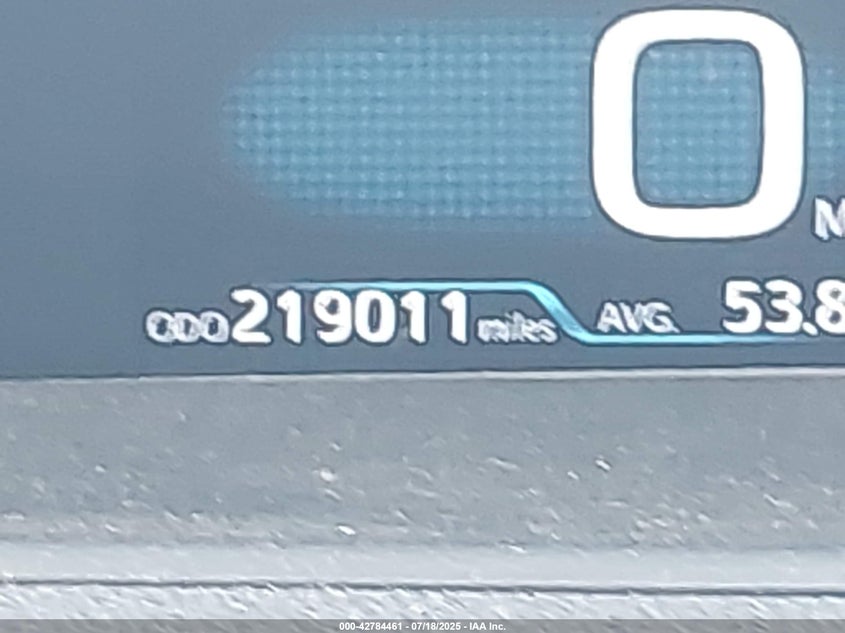 0
M
ODO 219011 miles AVG. 53.8
000-42784461 - 07/18/2025 - IAA Inc.